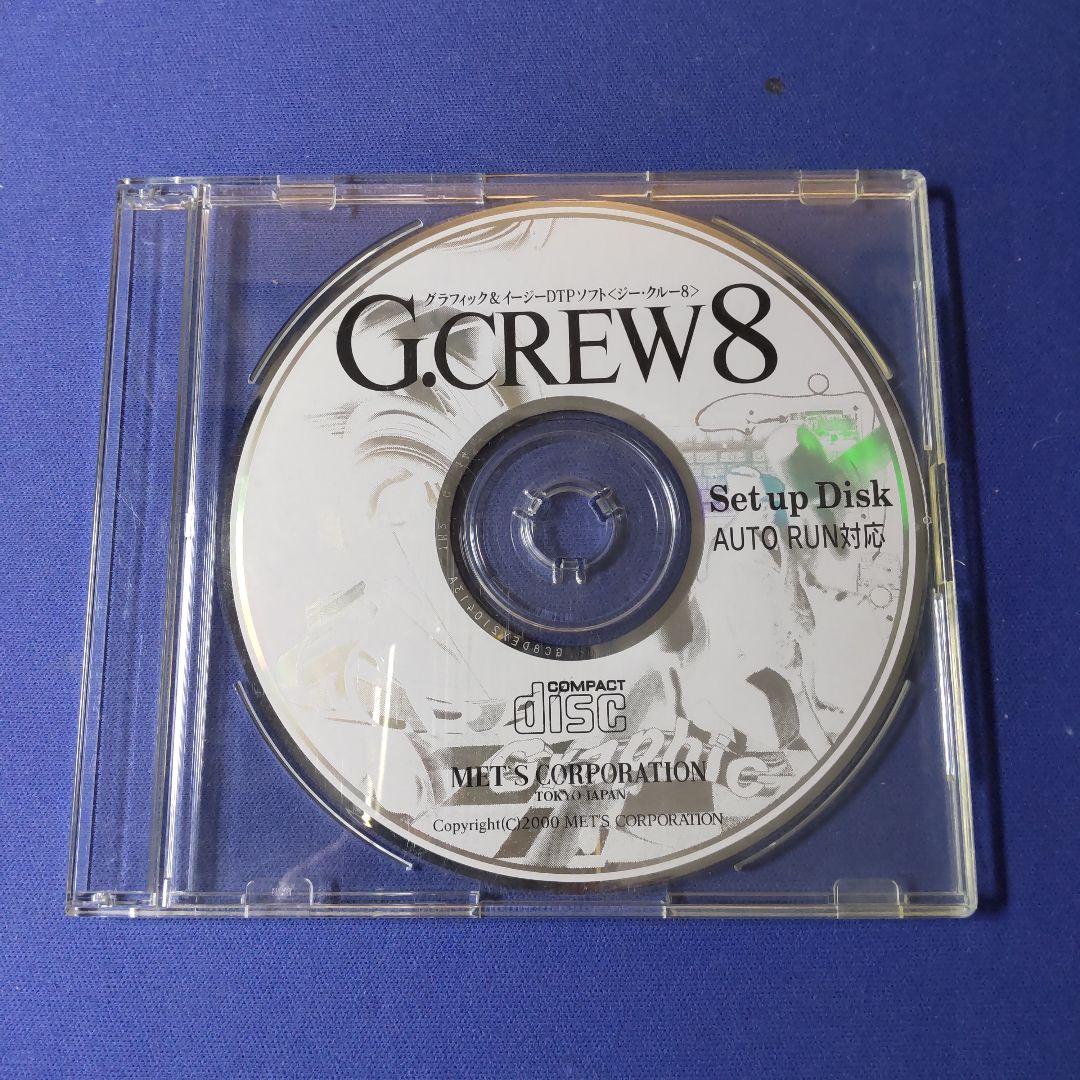 グラフィック&イージーDTPソフト<ジー・クルー8>
G.CREW8
Set up Disk
AUTO RUN対応
COMPACT
disc
Graphic
MET'S CORPORATION
TOKYO JAPAN
Copyright(C)2000 MET'S CORPORATION